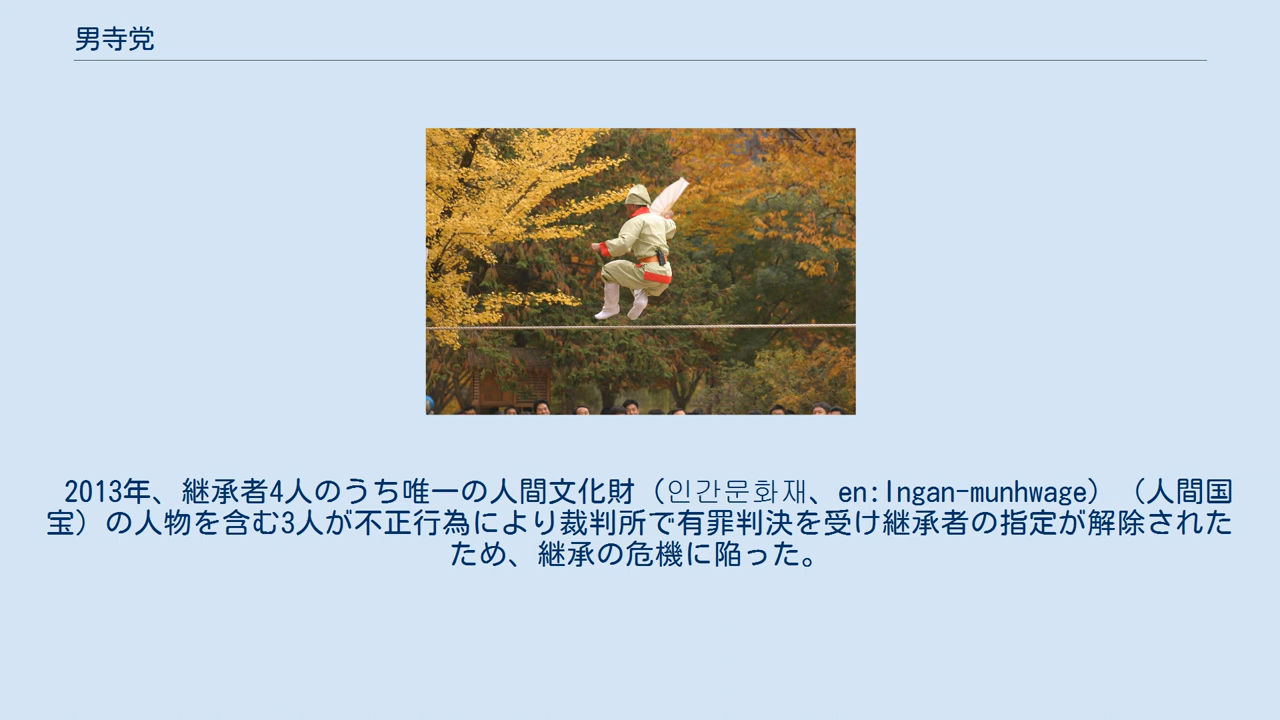 男寺党
2013年、継承者4人のうち唯一の人間文化財（인간문화재、en:Ingan-munhwage）（人間国
宝）の人物を含む3人が不正行為により裁判所で有罪判決を受け継承者の指定が解除された
ため、継承の危機に陥った。